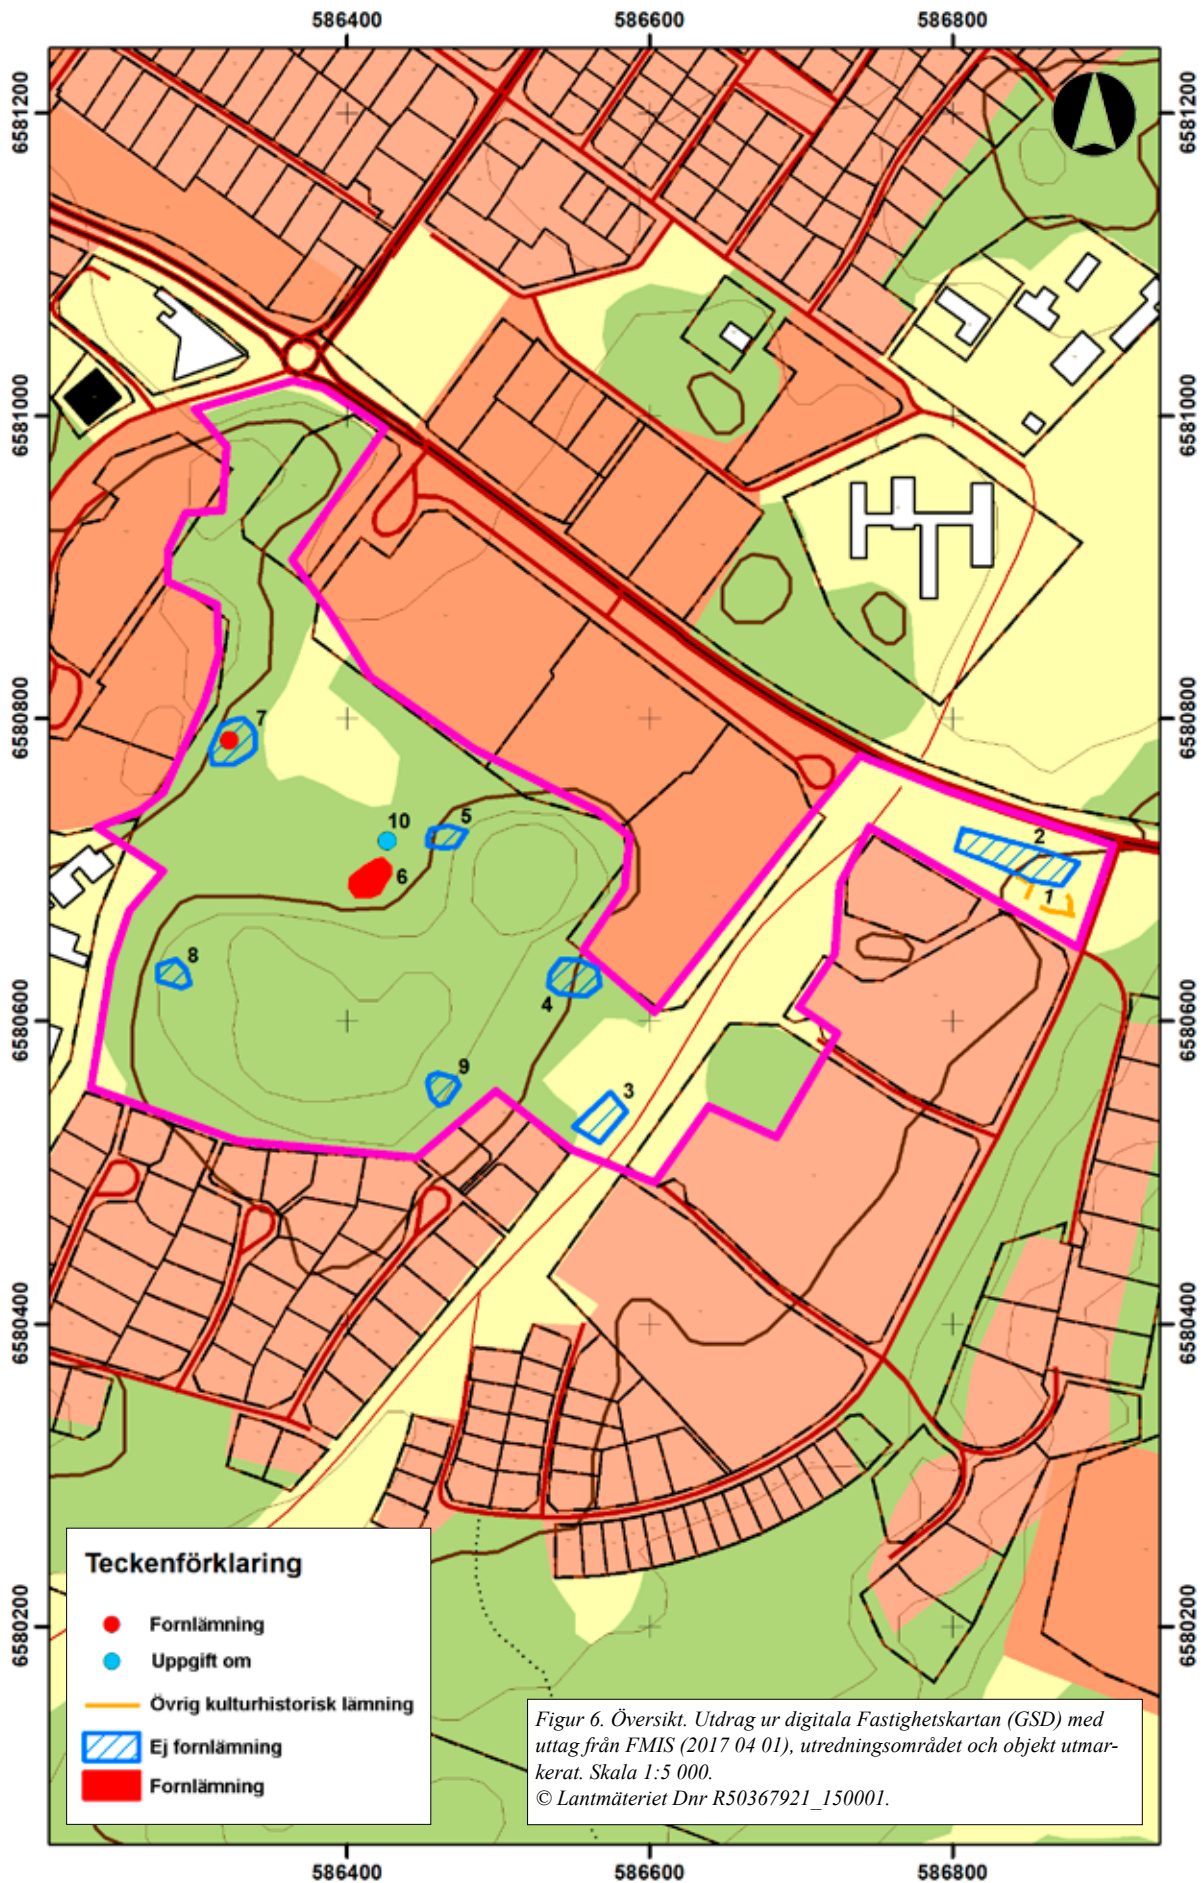 586400 586600 586800
6581200 6581200
6581000 6581000
6580800 6580800
7
10 5
2
6
1
8
4
6580600 6580600
9
3
6580400 6580400
Teckenförklaring
Fornlämning
Uppgift om
Övrig kulturhistorisk lämning
Ej fornlämning
Fornlämning
6580200 6580200
Figur 6. Översikt. Utdrag ur digitala Fastighetskartan (GSD) med
uttag från FMIS (2017 04 01), utredningsområdet och objekt utmar-
kerat. Skala 1:5 000.
© Lantmäteriet Dnr R50367921_150001.
586400 586600 586800